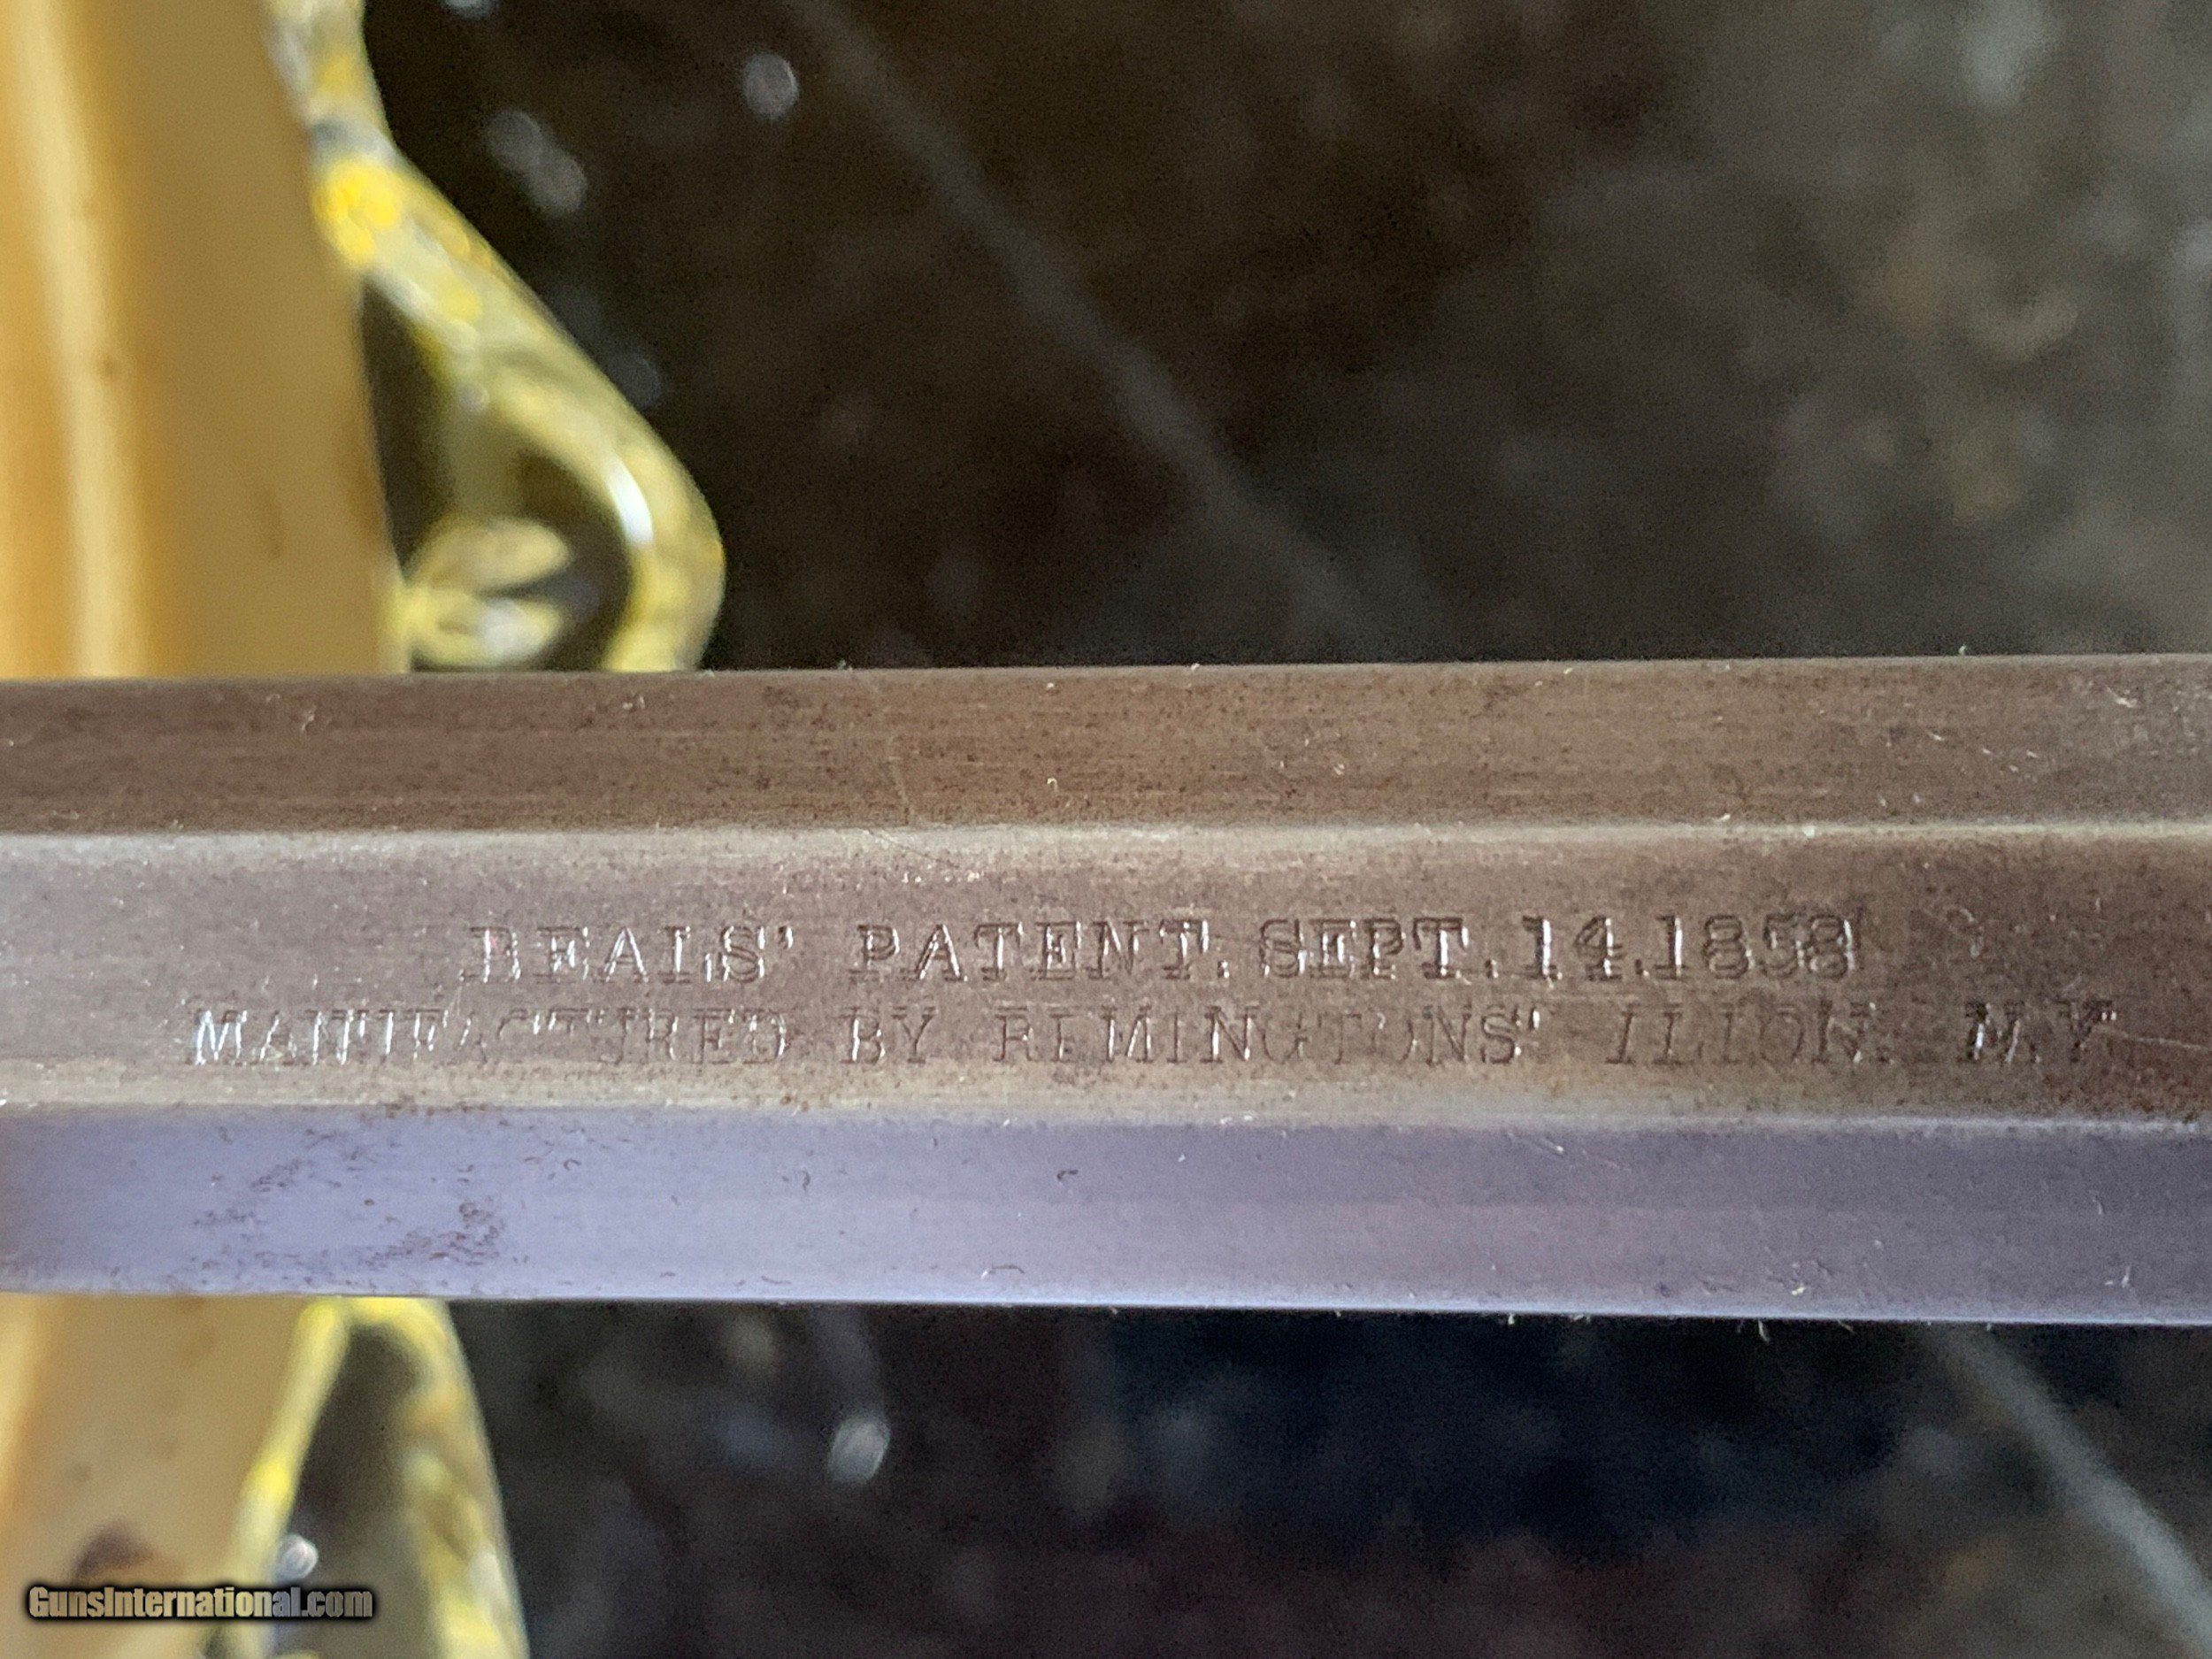 BEALS' PATENT. SEPT. 14. 1858
MANUFACTURED BY REMINGTONS' ILION. N.Y.
GunsInternational.com